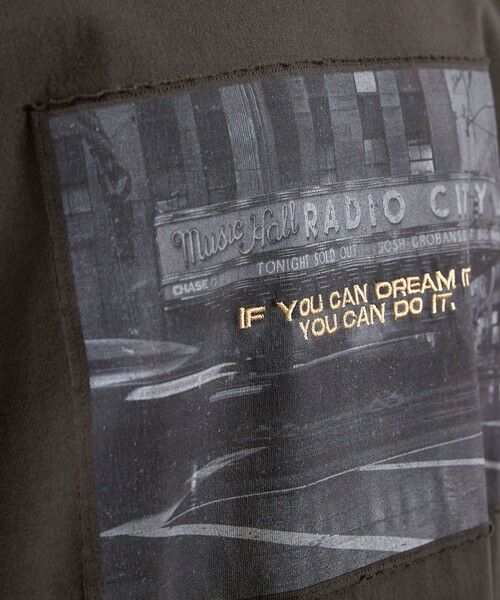 Music Hall RADIO CITY
CHASE
TONIGHT SOLD OUT JOSH GROBAN
IF YOU CAN DREAM IT
YOU CAN DO IT.